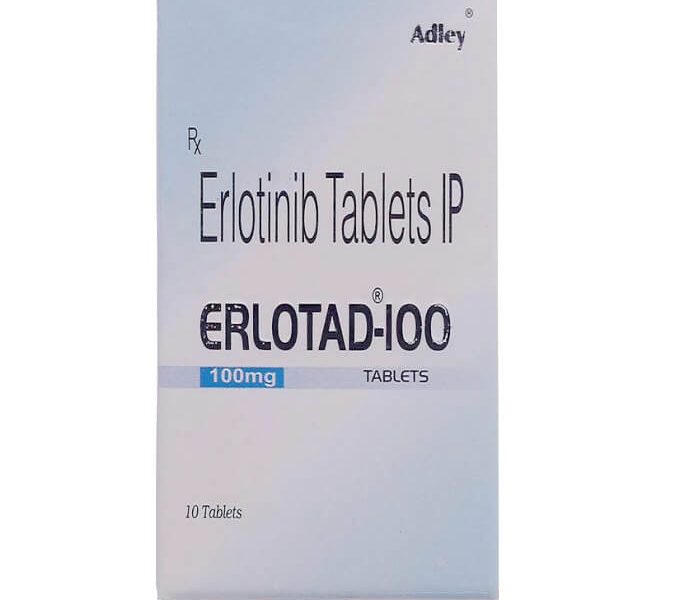 Adley®
Rx
Erlotinib Tablets IP
ERLOTAD®-100
100mg TABLETS
10 Tablets